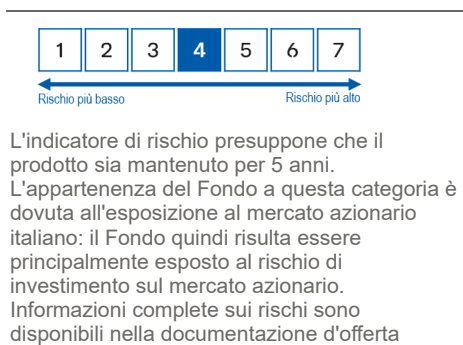 1 2 3 4 5 6 7
Rischio più basso Rischio più alto
L'indicatore di rischio presuppone che il
prodotto sia mantenuto per 5 anni.
L'appartenenza del Fondo a questa categoria è
dovuta all'esposizione al mercato azionario
italiano: il Fondo quindi risulta essere
principalmente esposto al rischio di
investimento sul mercato azionario.
Informazioni complete sui rischi sono
disponibili nella documentazione d'offerta